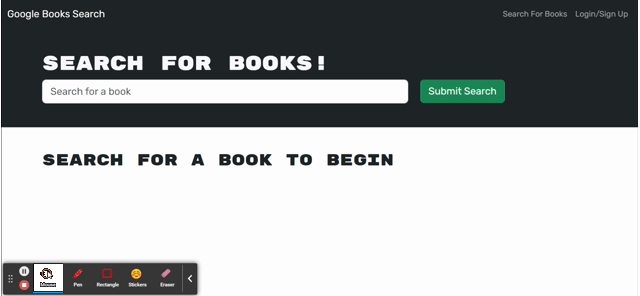 Google Books Search
Search For Books Login/Sign Up
SEARCH FOR BOOKS!
Search for a book
Submit Search
SEARCH FOR A BOOK TO BEGIN
Mouse Pen Rectangle Stickers Eraser